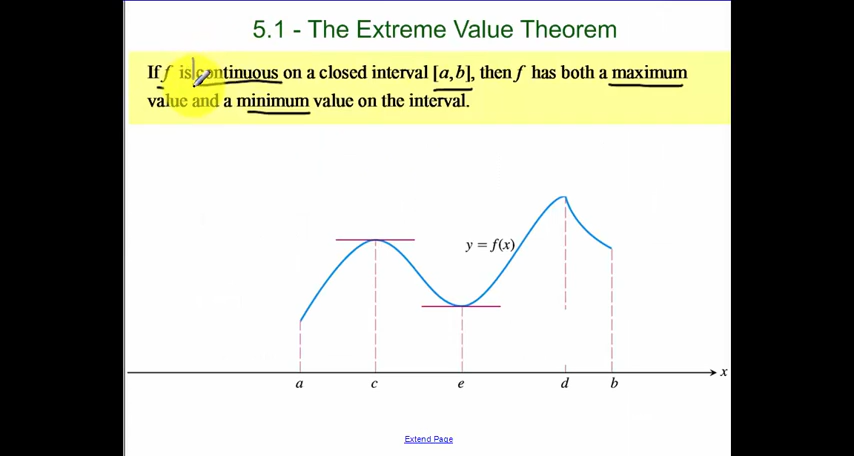 5.1 - The Extreme Value Theorem
If f is continuous on a closed interval [a, b], then f has both a maximum
value and a minimum value on the interval.
y = f(x)
x
a c e d b
Extend Page